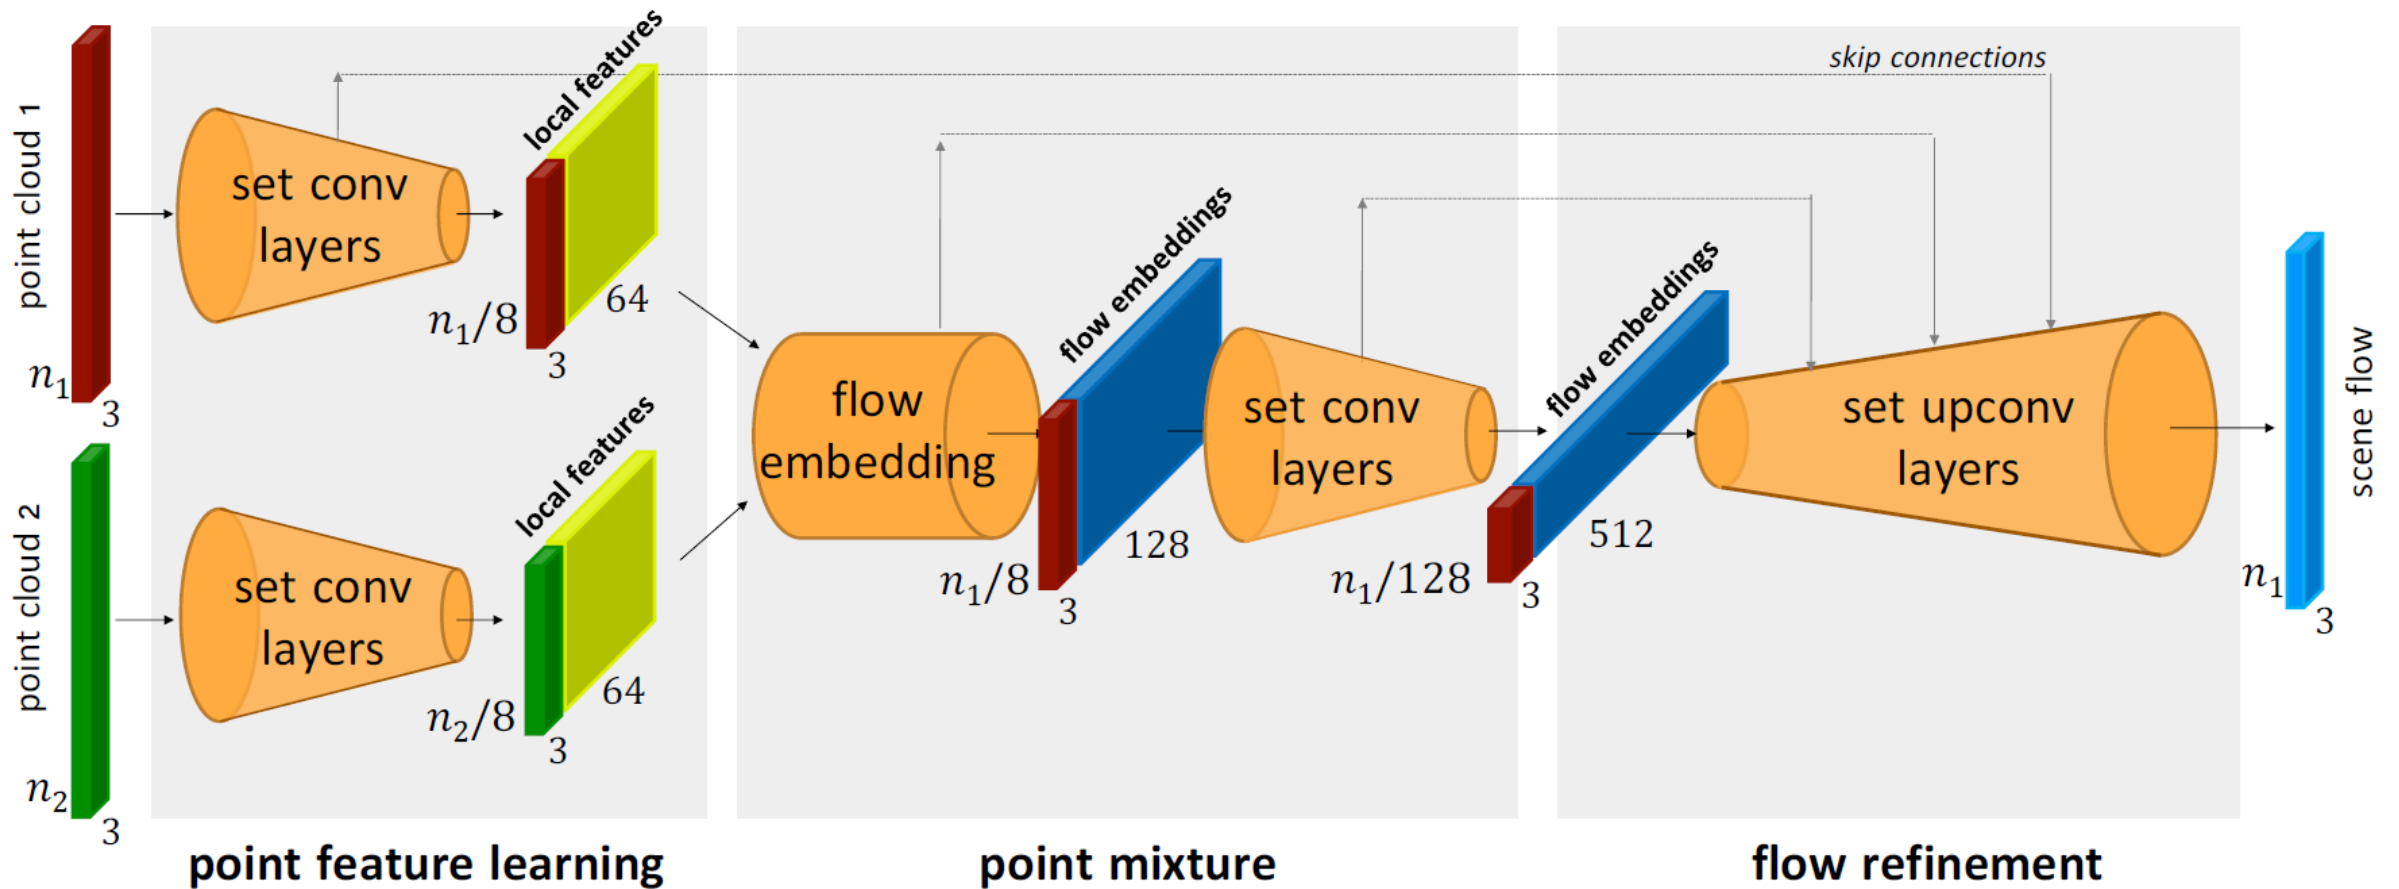 point cloud 1
n₁
3
set conv
layers
local features
n₁/8
3
64
point cloud 2
n₂
3
set conv
layers
local features
n₂/8
3
64
point feature learning
flow
embedding
flow embeddings
n₁/8
3
128
set conv
layers
point mixture
flow embeddings
n₁/128
3
512
skip connections
set upconv
layers
flow refinement
n₁
3
scene flow